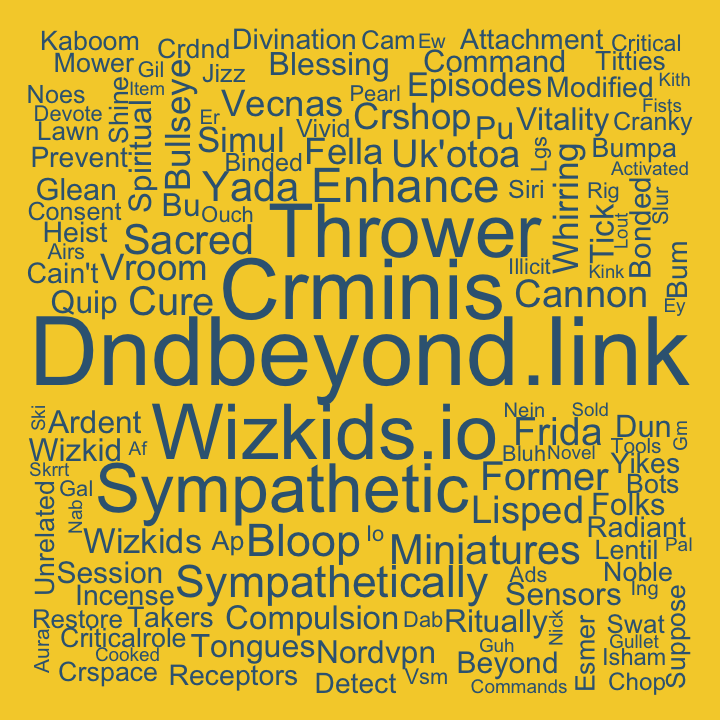 Kaboom
Crdnd
Divination
Cam
Ew
Attachment
Critical
Mower
Gil
Jizz
Blessing
Command
Titties
Noes
Item
Shine
Bullseye
Vecnas
Pearl
Episodes
Modified
Kith
Devote
Lawn
Spiritual
Er
Simul
Vivid
Crshop
Pu
Vitality
Fists
Cranky
Prevent
Binded
Fella
Uk'otoa
Lgs
Whirring
Bumpa
Activated
Glean
Yada
Enhance
Siri
Rig
Tick
Lout
Bonded
Slur
Consent
Bu
Ouch
Heist
Sacred
Thrower
Airs
Cain't
Vroom
Illicit
Kink
Bum
Quip
Cure
Crminis
Cannon
Ey
Dndbeyond.link
Ski
Ardent
Wizkids.io
Nein
Sold
Frida
Dun
Gm
Wizkid
Af
Bluh
Novel
Tools
Yikes
Skrrt
Gal
Sympathetic
Former
Bots
Unrelated
Nab
Lisped
Folks
Radiant
Wizkids
Ap
Bloop
Io
Miniatures
Lentil
Pal
Session
Sympathetically
Ads
Noble
Incense
Sensors
Ing
Suppose
Restore
Takers
Compulsion
Dab
Ritually
Nick
Esmer
Swat
Aura
Criticalrole
Tongues
Nordvpn
Guh
Gullet
Cooked
Beyond
Isham
Crspace
Receptors
Detect
Vsm
Commands
Chop